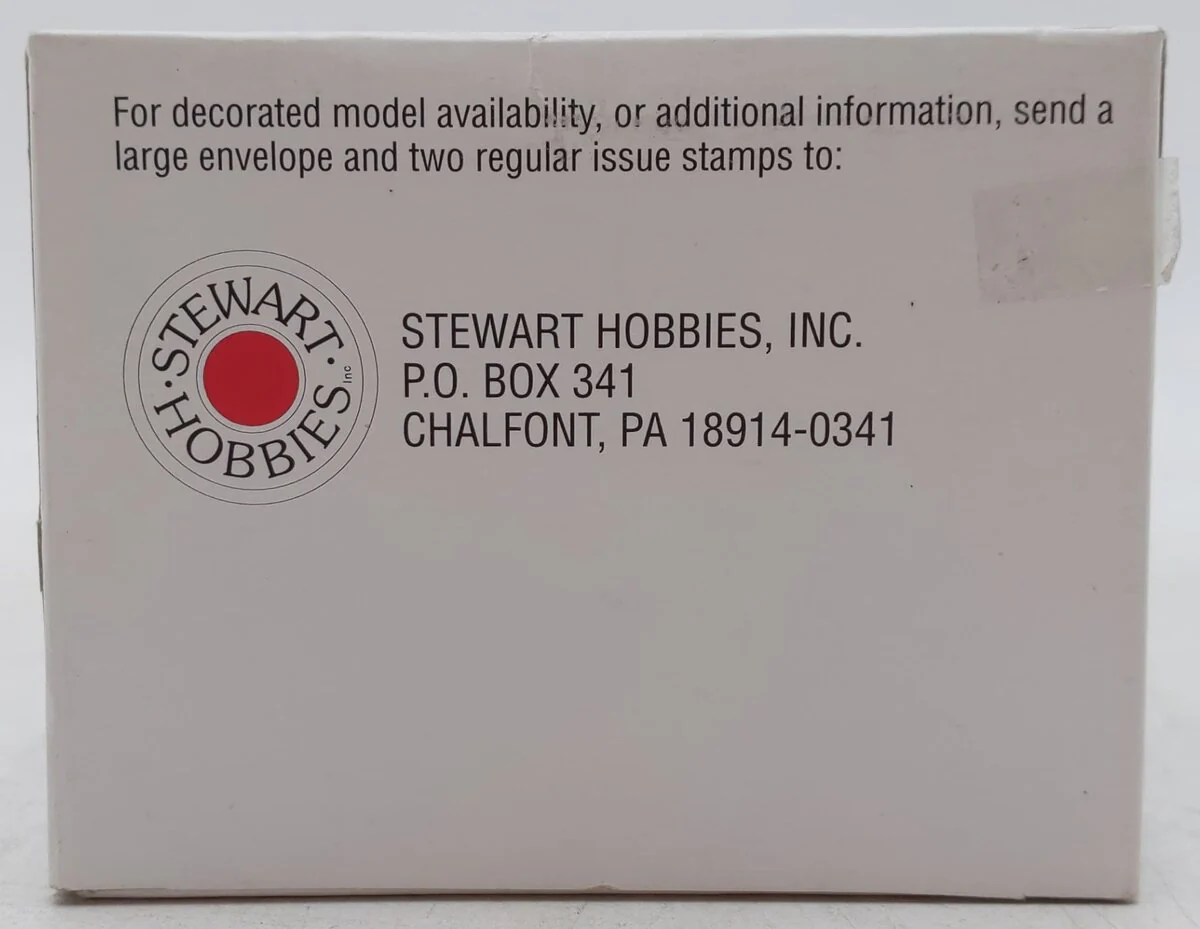 For decorated model availability, or additional information, send a
large envelope and two regular issue stamps to:
STEWART
HOBBIES
Inc
STEWART HOBBIES, INC.
P.O. BOX 341
CHALFONT, PA 18914-0341